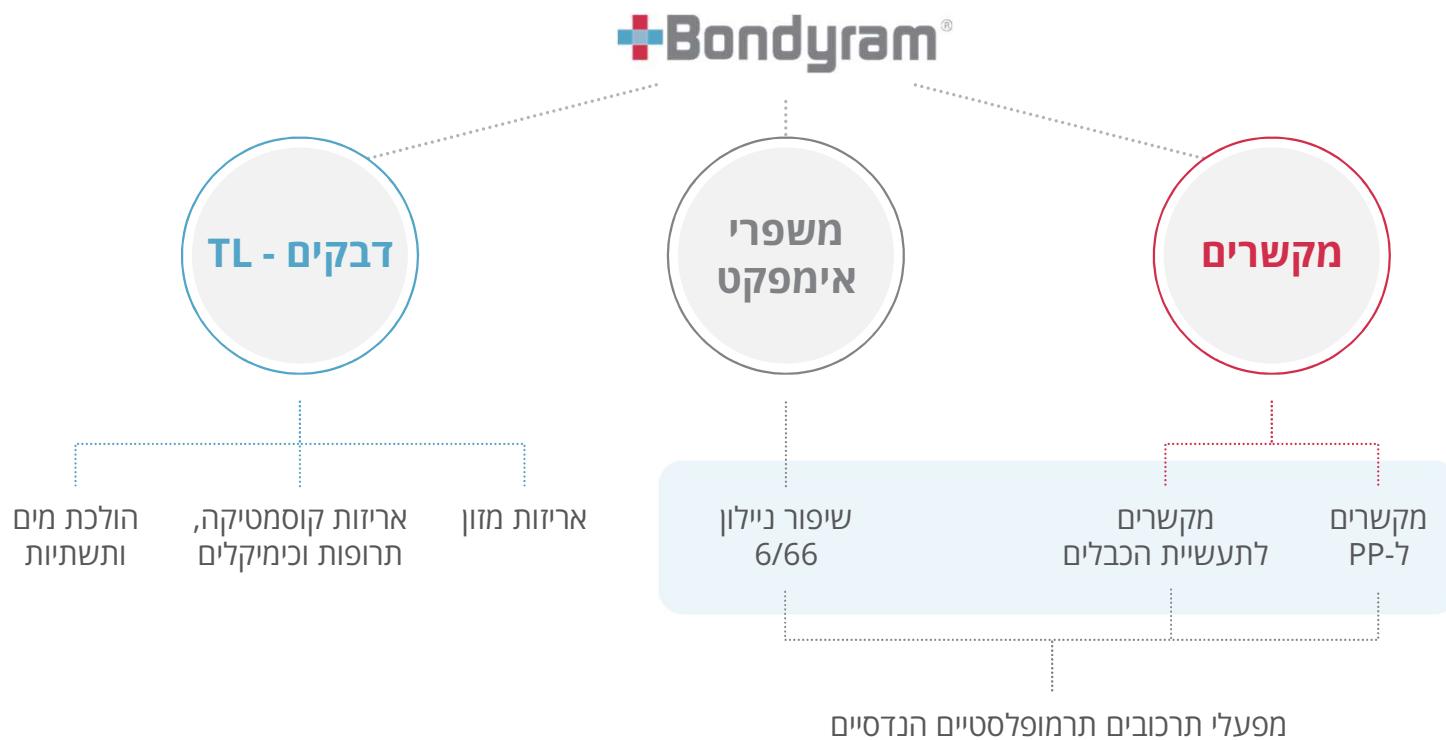 Bondyram®
מקשרים
משפרי
אימפקט
דבקים - TL
מקשרים
ל-PP
מקשרים
לתעשיית הכבלים
שיפור ניילון
6/66
אריזות מזון
אריזות קוסמטיקה,
תרופות וכימיקלים
הולכת מים
ותשתיות
מפעלי תרכובים תרמופלסטיים הנדסיים